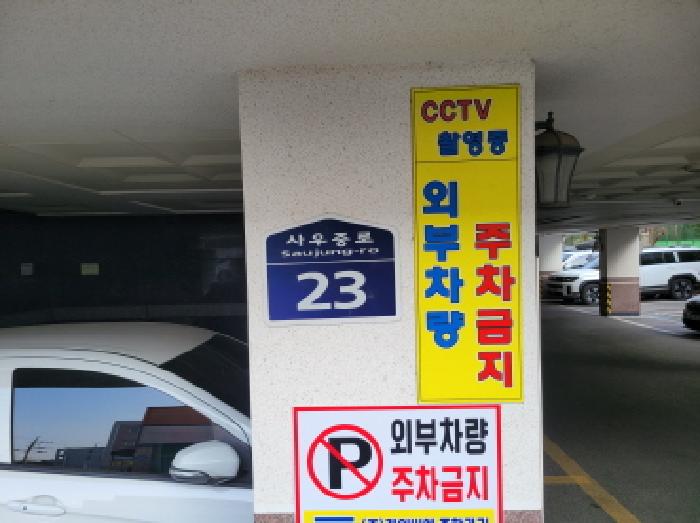 CCTV
촬영중
외부차량
주차금지
사우중로
Saujung-ro
23
P
외부차량
주차금지